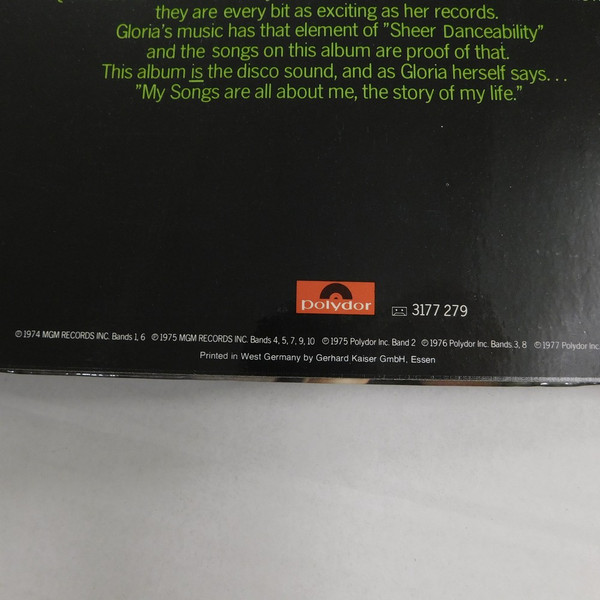 they are every bit as exciting as her records.
Gloria's music has that element of "Sheer Danceability"
and the songs on this album are proof of that.
This album is the disco sound, and as Gloria herself says...
"My Songs are all about me, the story of my life."
polydor
3177 279
℗1974 MGM RECORDS INC. Bands 1, 6 ℗1975 MGM RECORDS INC. Bands 4, 5, 7, 9, 10 ℗1975 Polydor Inc. Band 2 ℗1976 Polydor Inc. Bands 3, 8 ℗1977 Polydor Inc.
Printed in West Germany by Gerhard Kaiser GmbH, Essen